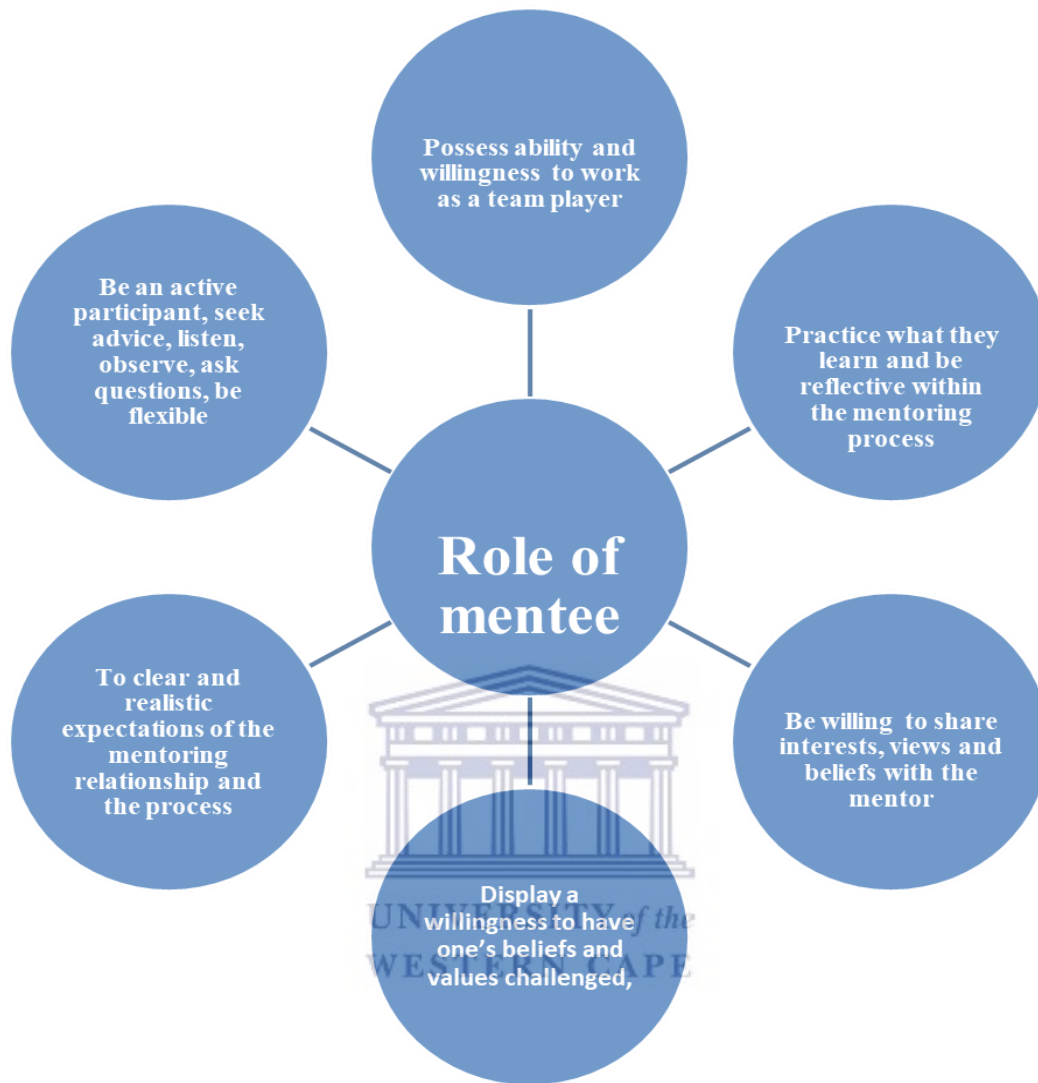 Possess ability and
willingness to work
as a team player
Be an active
participant, seek
advice, listen,
observe, ask
questions, be
flexible
Practice what they
learn and be
reflective within
the mentoring
process
Role of
mentee
To clear and
realistic
expectations of the
mentoring
relationship and
the process
Be willing to share
interests, views and
beliefs with the
mentor
Display a
willingness to have
one’s beliefs and
values challenged,
UNIVERSITY of the
WESTERN CAPE